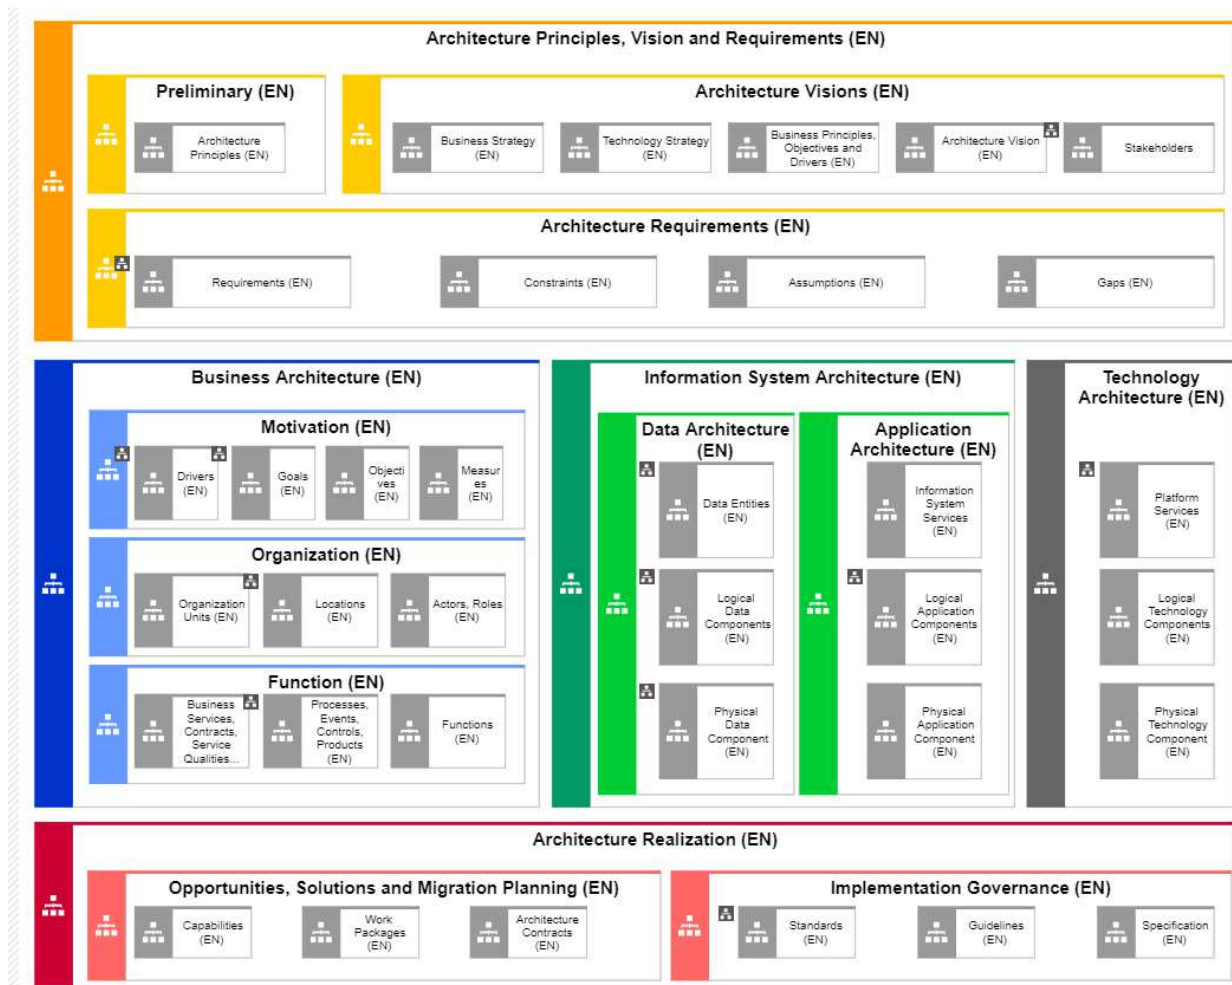 Architecture Principles, Vision and Requirements (EN)
Preliminary (EN)
Architecture
Principles (EN)
Architecture Visions (EN)
Business Strategy
(EN)
Technology Strategy
(EN)
Business Principles,
Objectives and
Drivers (EN)
Architecture Vision
(EN)
Stakeholders
Architecture Requirements (EN)
Requirements (EN)
Constraints (EN)
Assumptions (EN)
Gaps (EN)
Business Architecture (EN)
Motivation (EN)
Drivers
(EN)
Goals
(EN)
Objecti
ves
(EN)
Measur
es
(EN)
Organization (EN)
Organization
Units (EN)
Locations
(EN)
Actors, Roles
(EN)
Function (EN)
Business
Services,
Contracts,
Service
Qualities...
Processes,
Events,
Controls,
Products
(EN)
Functions
(EN)
Information System Architecture (EN)
Data Architecture
(EN)
Data Entities
(EN)
Logical
Data
Components
(EN)
Physical
Data
Component
(EN)
Application
Architecture (EN)
Information
System
Services
(EN)
Logical
Application
Components
(EN)
Physical
Application
Component
(EN)
Technology
Architecture (EN)
Platform
Services
(EN)
Logical
Technology
Components
(EN)
Physical
Technology
Component
(EN)
Architecture Realization (EN)
Opportunities, Solutions and Migration Planning (EN)
Capabilities
(EN)
Work
Packages
(EN)
Architecture
Contracts
(EN)
Implementation Governance (EN)
Standards
(EN)
Guidelines
(EN)
Specification
(EN)